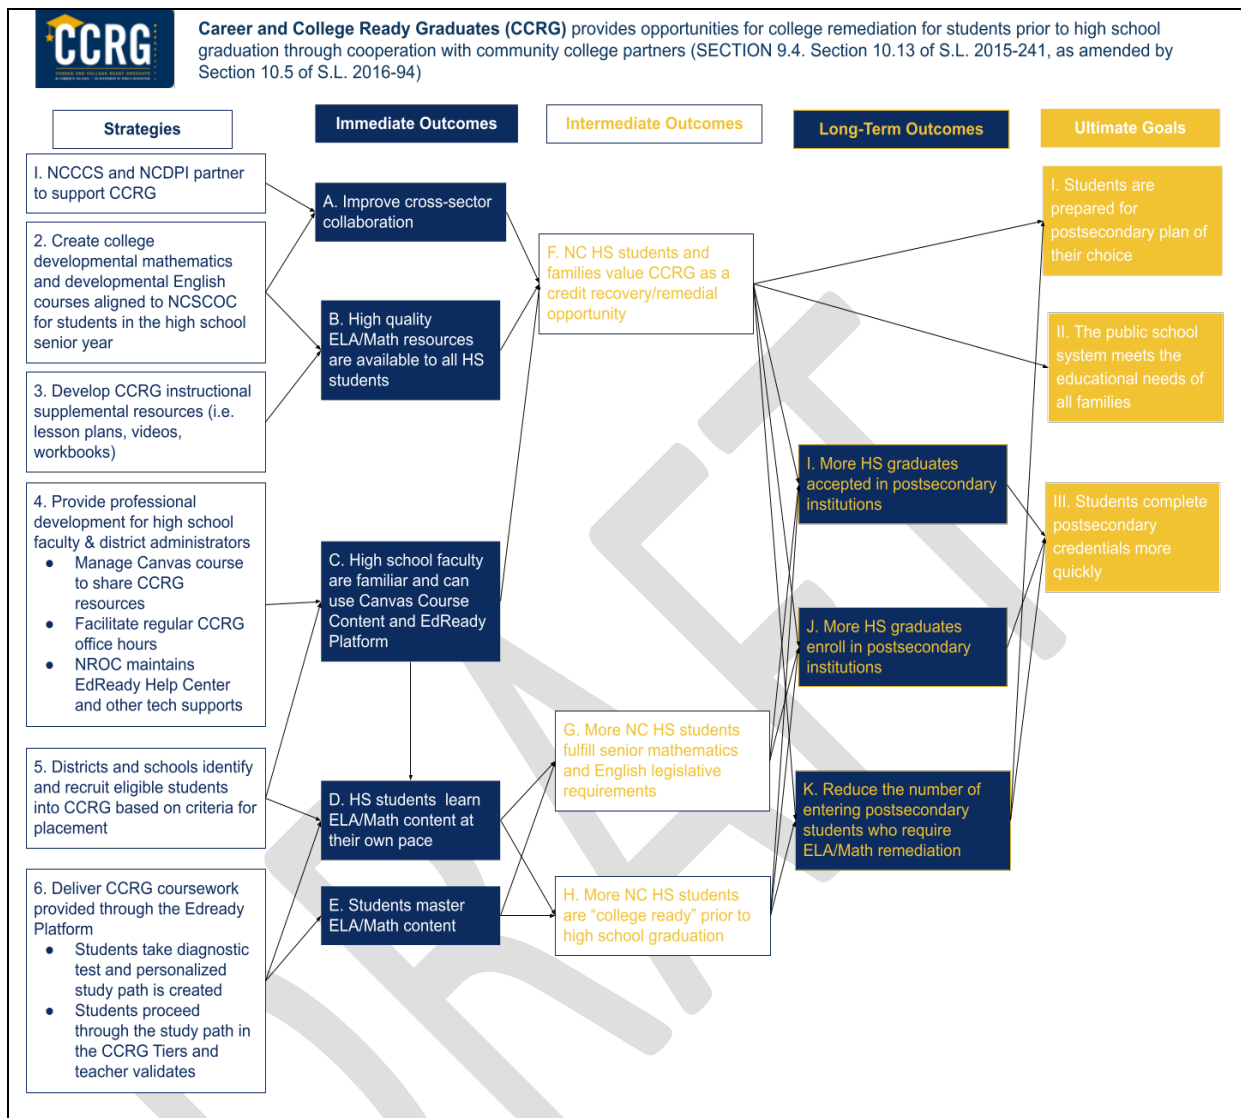 CCRG
CAREER AND COLLEGE READY GRADUATE
Career and College Ready Graduates (CCRG) provides opportunities for college remediation for students prior to high school
graduation through cooperation with community college partners (SECTION 9.4. Section 10.13 of S.L. 2015-241, as amended by
Section 10.5 of S.L. 2016-94)
Strategies
I. NCCCS and NCDPI partner
to support CCRG
2. Create college
developmental mathematics
and developmental English
courses aligned to NCSCOC
for students in the high school
senior year
3. Develop CCRG instructional
supplemental resources (i.e.
lesson plans, videos,
workbooks)
4. Provide professional
development for high school
faculty & district administrators
● Manage Canvas course
to share CCRG
resources
● Facilitate regular CCRG
office hours
● NROC maintains
EdReady Help Center
and other tech supports
5. Districts and schools identify
and recruit eligible students
into CCRG based on criteria for
placement
6. Deliver CCRG coursework
provided through the Edready
Platform
● Students take diagnostic
test and personalized
study path is created
● Students proceed
through the study path in
the CCRG Tiers and
teacher validates
Immediate Outcomes
A. Improve cross-sector
collaboration
B. High quality
ELA/Math resources
are available to all HS
students
C. High school faculty
are familiar and can
use Canvas Course
Content and EdReady
Platform
D. HS students learn
ELA/Math content at
their own pace
E. Students master
ELA/Math content
Intermediate Outcomes
F. NC HS students and
families value CCRG as a
credit recovery/remedial
opportunity
G. More NC HS students
fulfill senior mathematics
and English legislative
requirements
H. More NC HS students
are “college ready” prior to
high school graduation
Long-Term Outcomes
I. More HS graduates
accepted in postsecondary
institutions
J. More HS graduates
enroll in postsecondary
institutions
K. Reduce the number of
entering postsecondary
students who require
ELA/Math remediation
Ultimate Goals
I. Students are
prepared for
postsecondary plan of
their choice
II. The public school
system meets the
educational needs of
all families
III. Students complete
postsecondary
credentials more
quickly
DRAFT